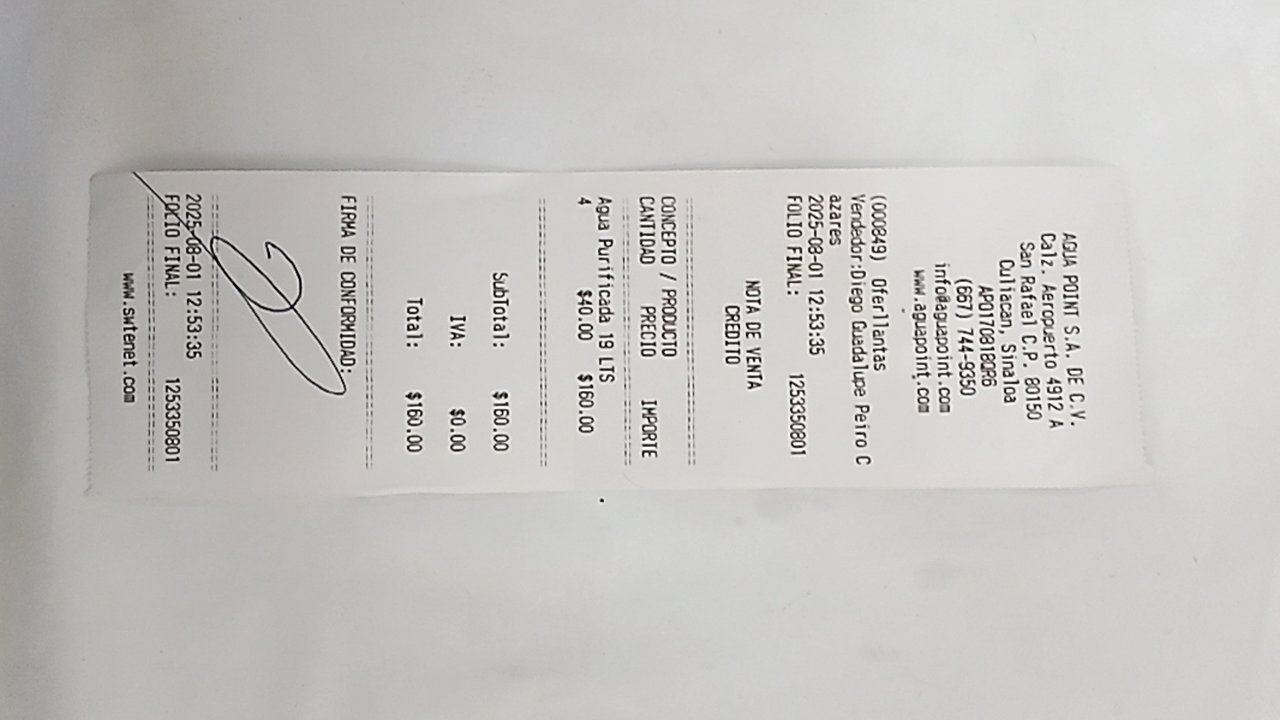 AGUA POINT S.A. DE C.V.
Calz. Aeropuerto 4912 A
San Rafael C.P. 80150
Culiacan, Sinaloa
APO170818QR6
(667) 744-9350
info@aguapoint.com
www.aguapoint.com
(000849) Oferllantas
Vendedor:Diego Guadalupe Peiro C
azares
2025-08-01 12:53:35
FOLIO FINAL: 1253350801
NOTA DE VENTA
CREDITO
CONCEPTO / PRODUCTO
CANTIDAD PRECIO IMPORTE
Agua Purificada 19 LTS
4 $40.00 $160.00
SubTotal: $160.00
IVA: $0.00
Total: $160.00
FIRMA DE CONFORMIDAD:
2025-08-01 12:53:35
FOLIO FINAL: 1253350801
www.swtenet.com